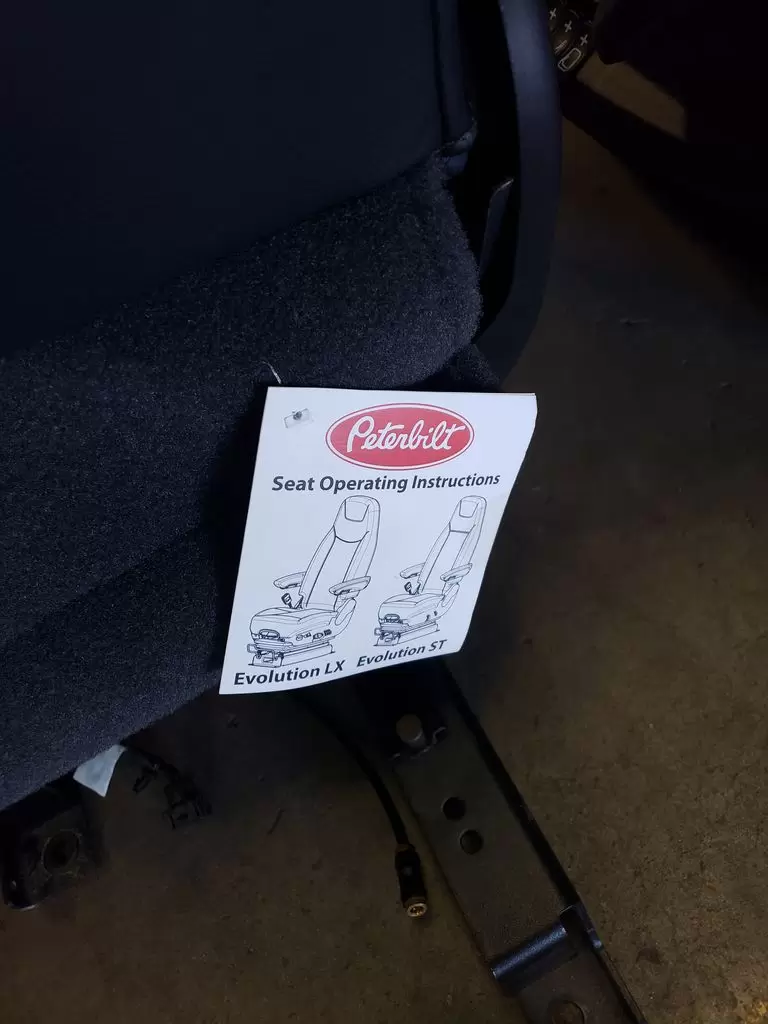 Peterbilt
Seat Operating Instructions
Evolution LX Evolution ST